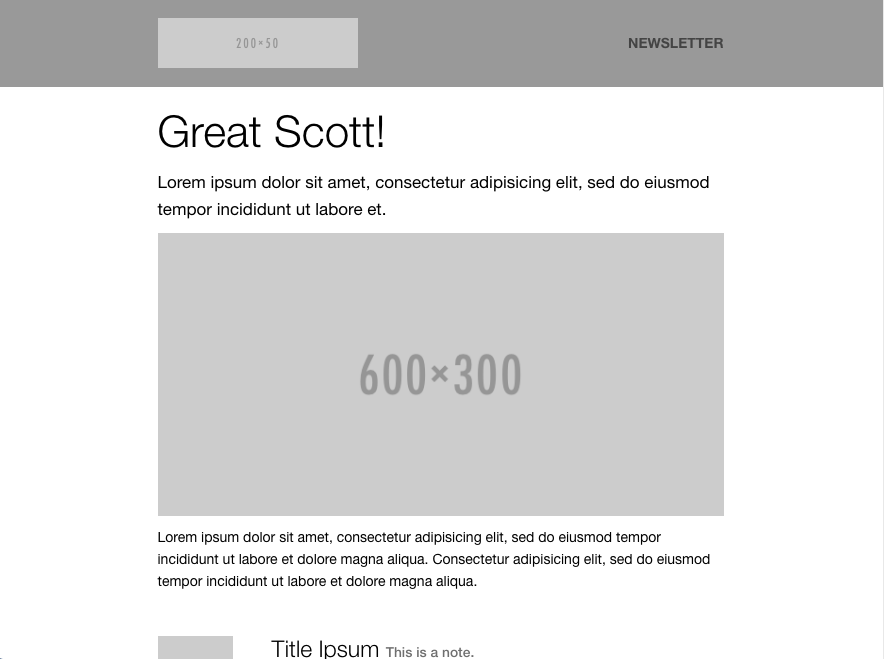 200×50
NEWSLETTER
Great Scott!
Lorem ipsum dolor sit amet, consectetur adipisicing elit, sed do eiusmod
tempor incididunt ut labore et.
600×300
Lorem ipsum dolor sit amet, consectetur adipisicing elit, sed do eiusmod tempor
incididunt ut labore et dolore magna aliqua. Consectetur adipisicing elit, sed do eiusmod
tempor incididunt ut labore et dolore magna aliqua.
Title Ipsum This is a note.